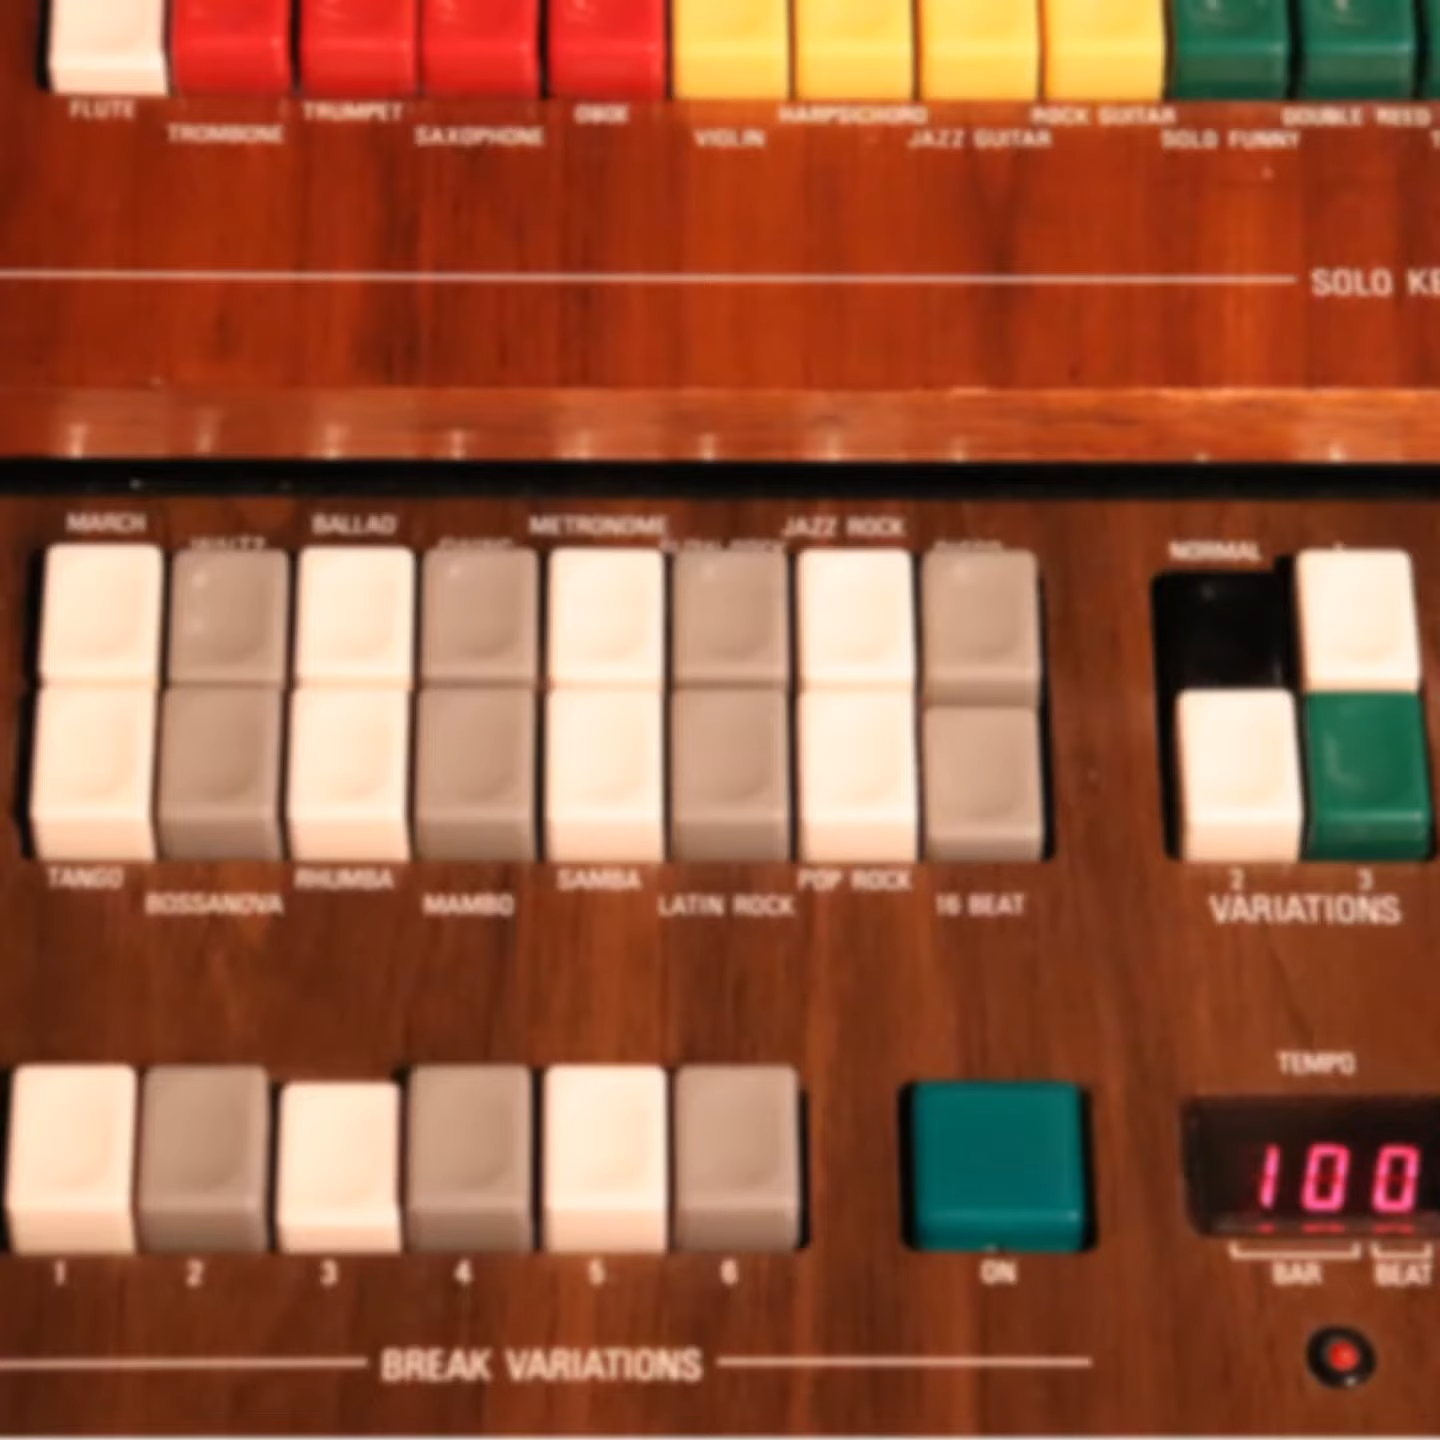 FLUTE TRUMPET OBOE HARPSICHORD ROCK GUITAR DOUBLE REED
TROMBONE SAXOPHONE VIOLIN JAZZ GUITAR SOLO FUNNY
SOLO KE
MARCH BALLAD METRONOME JAZZ ROCK NORMAL
WALTZ
TANGO RHUMBA SAMBA POP ROCK 2 3
BOSSANOVA MAMBO LATIN ROCK 16 BEAT VARIATIONS
TEMPO
100
1 2 3 4 5 6 ON BAR BEAT
BREAK VARIATIONS